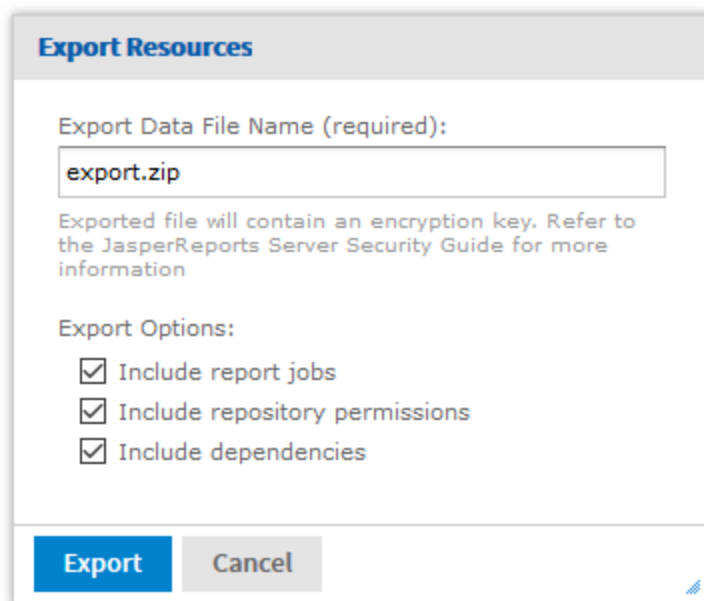 Export Resources
Export Data File Name (required):
export.zip
Exported file will contain an encryption key. Refer to
the JasperReports Server Security Guide for more
information
Export Options:
Include report jobs
Include repository permissions
Include dependencies
Export Cancel